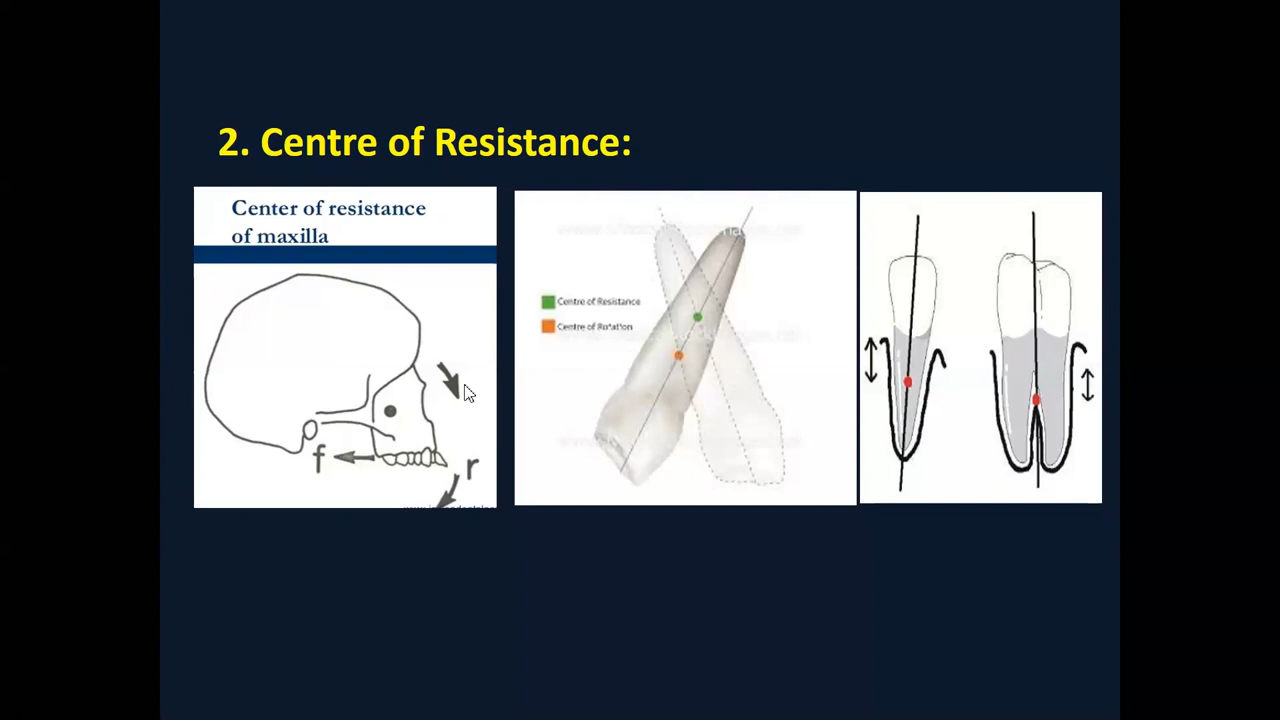 2. Centre of Resistance:
Center of resistance
of maxilla
f
r
Centre of Resistance
Centre of Rotation